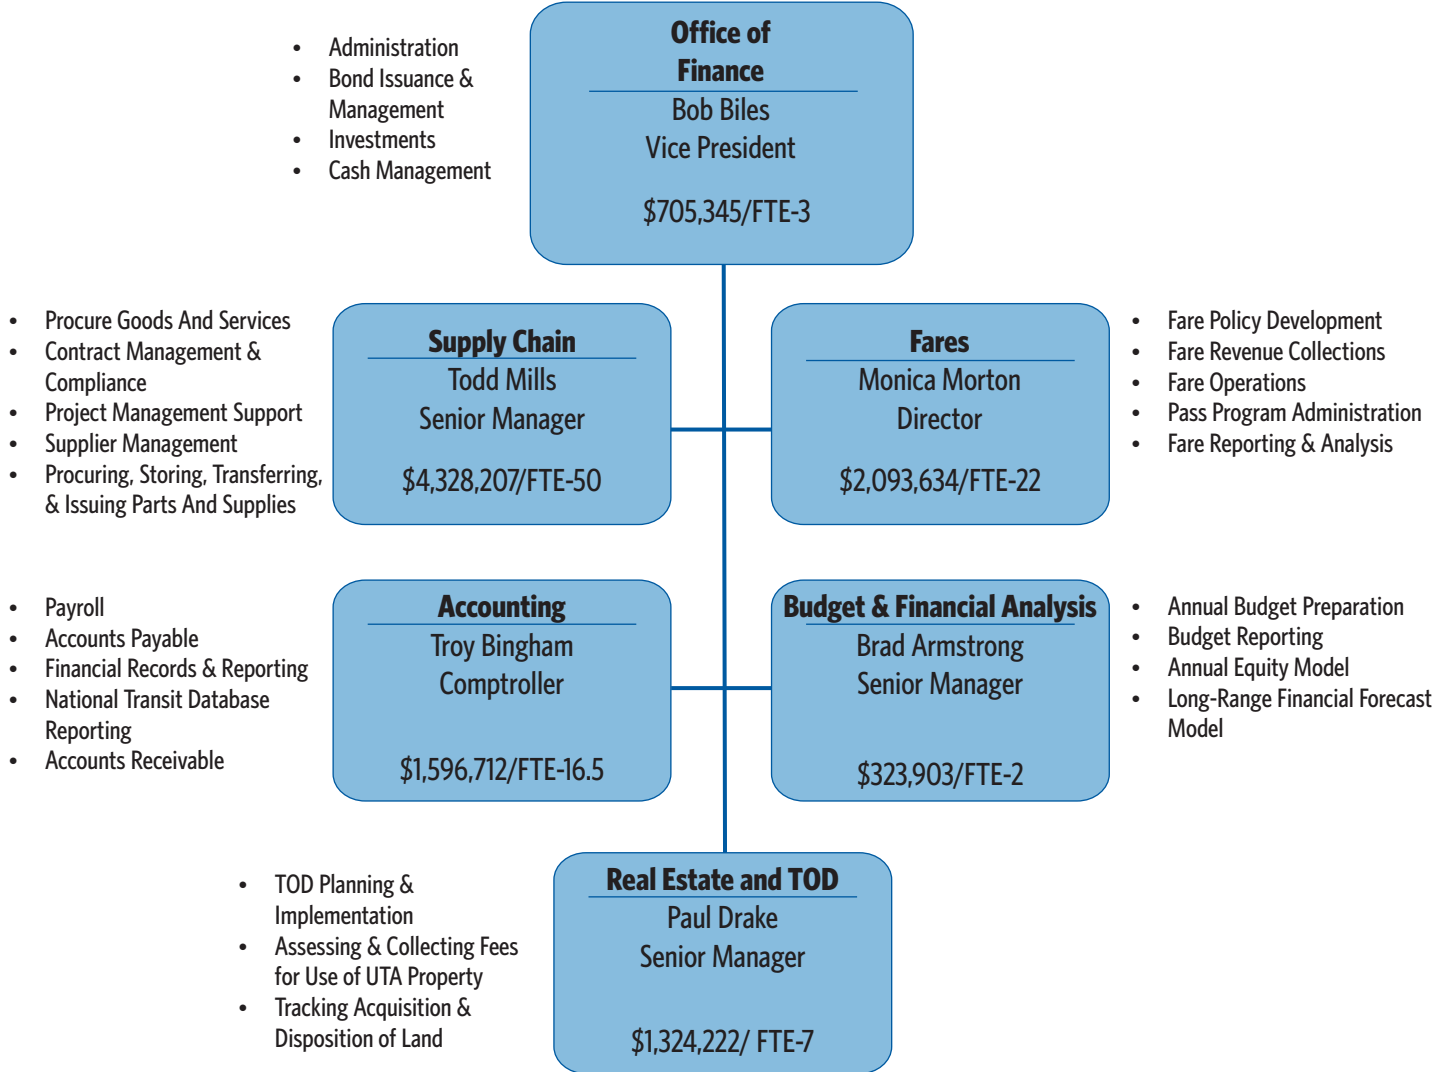 Office of
Finance
Bob Biles
Vice President
$705,345/FTE-3
• Administration
• Bond Issuance &
Management
• Investments
• Cash Management
• Procure Goods And Services
• Contract Management &
Compliance
• Project Management Support
• Supplier Management
• Procuring, Storing, Transferring,
& Issuing Parts And Supplies
Supply Chain
Todd Mills
Senior Manager
$4,328,207/FTE-50
Fares
Monica Morton
Director
$2,093,634/FTE-22
• Fare Policy Development
• Fare Revenue Collections
• Fare Operations
• Pass Program Administration
• Fare Reporting & Analysis
• Payroll
• Accounts Payable
• Financial Records & Reporting
• National Transit Database
Reporting
• Accounts Receivable
Accounting
Troy Bingham
Comptroller
$1,596,712/FTE-16.5
Budget & Financial Analysis
Brad Armstrong
Senior Manager
$323,903/FTE-2
• Annual Budget Preparation
• Budget Reporting
• Annual Equity Model
• Long-Range Financial Forecast
Model
• TOD Planning &
Implementation
• Assessing & Collecting Fees
for Use of UTA Property
• Tracking Acquisition &
Disposition of Land
Real Estate and TOD
Paul Drake
Senior Manager
$1,324,222/ FTE-7